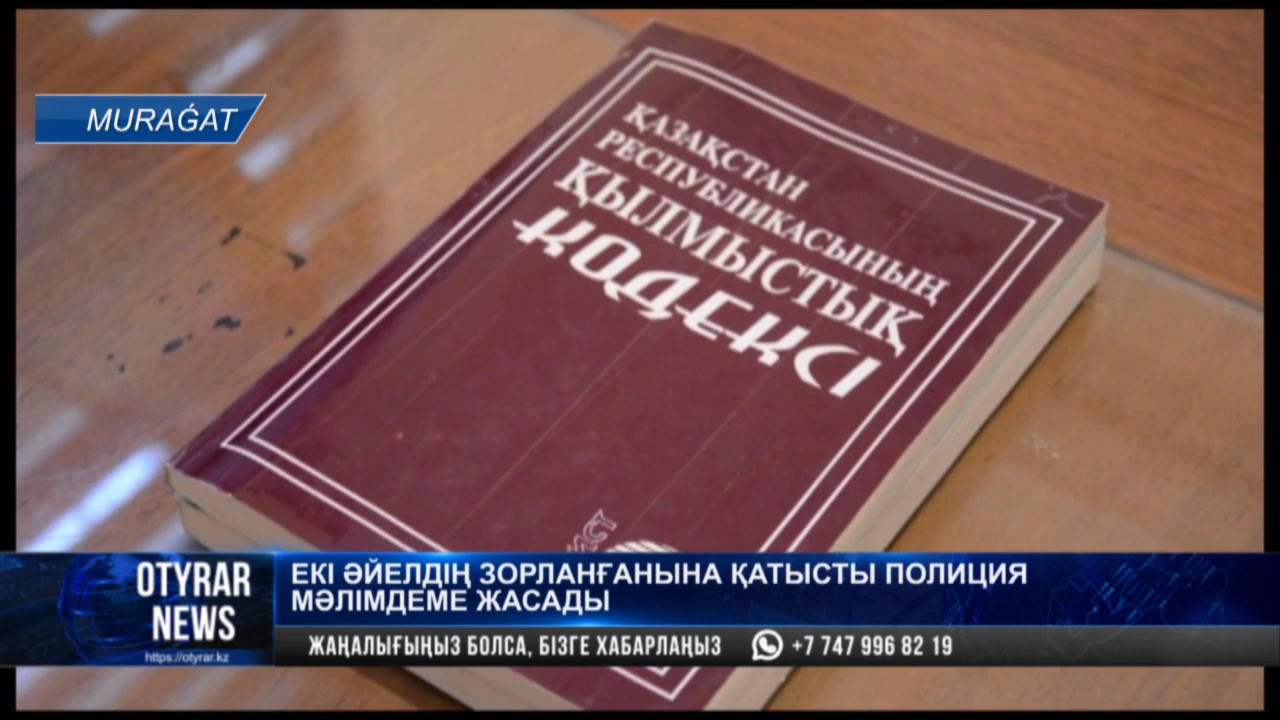 MURAǴAT
ҚАЗАҚСТАН
РЕСПУБЛИКАСЫНЫҢ
ҚЫЛМЫСТЫҚ
КОДЕКСІ
OTYRAR
NEWS
https://otyrar.kz
ЕКІ ӘЙЕЛДІҢ ЗОРЛАНҒАНЫНА ҚАТЫСТЫ ПОЛИЦИЯ
МӘЛІМДЕМЕ ЖАСАДЫ
ЖАҢАЛЫҒЫҢЫЗ БОЛСА, БІЗГЕ ХАБАРЛАҢЫЗ
+7 747 996 82 19